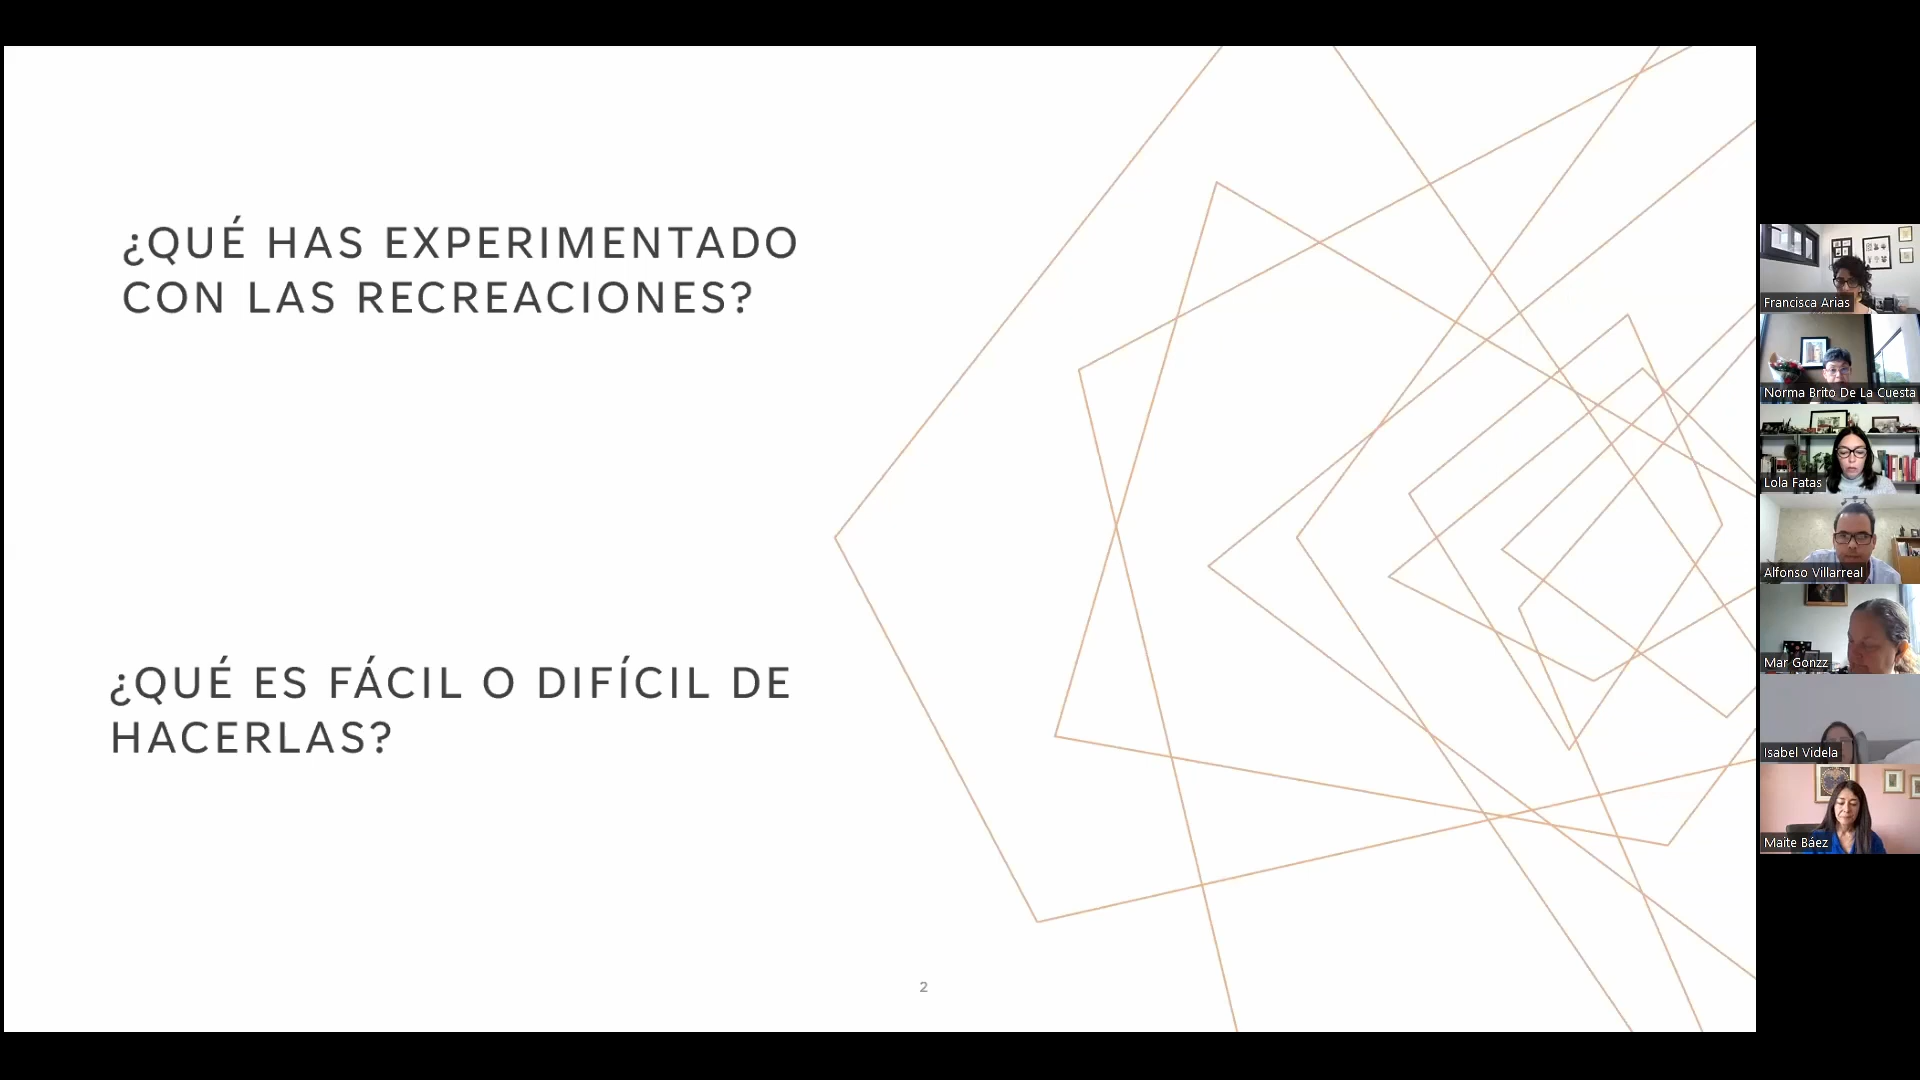 ¿QUÉ HAS EXPERIMENTADO
CON LAS RECREACIONES?
¿QUÉ ES FÁCIL O DIFÍCIL DE
HACERLAS?
2
Francisca Arias
Norma Brito De La Cuesta
Lola Fatas
Alfonso Villarreal
Mar Gonzz
Isabel Videla
Maite Báez